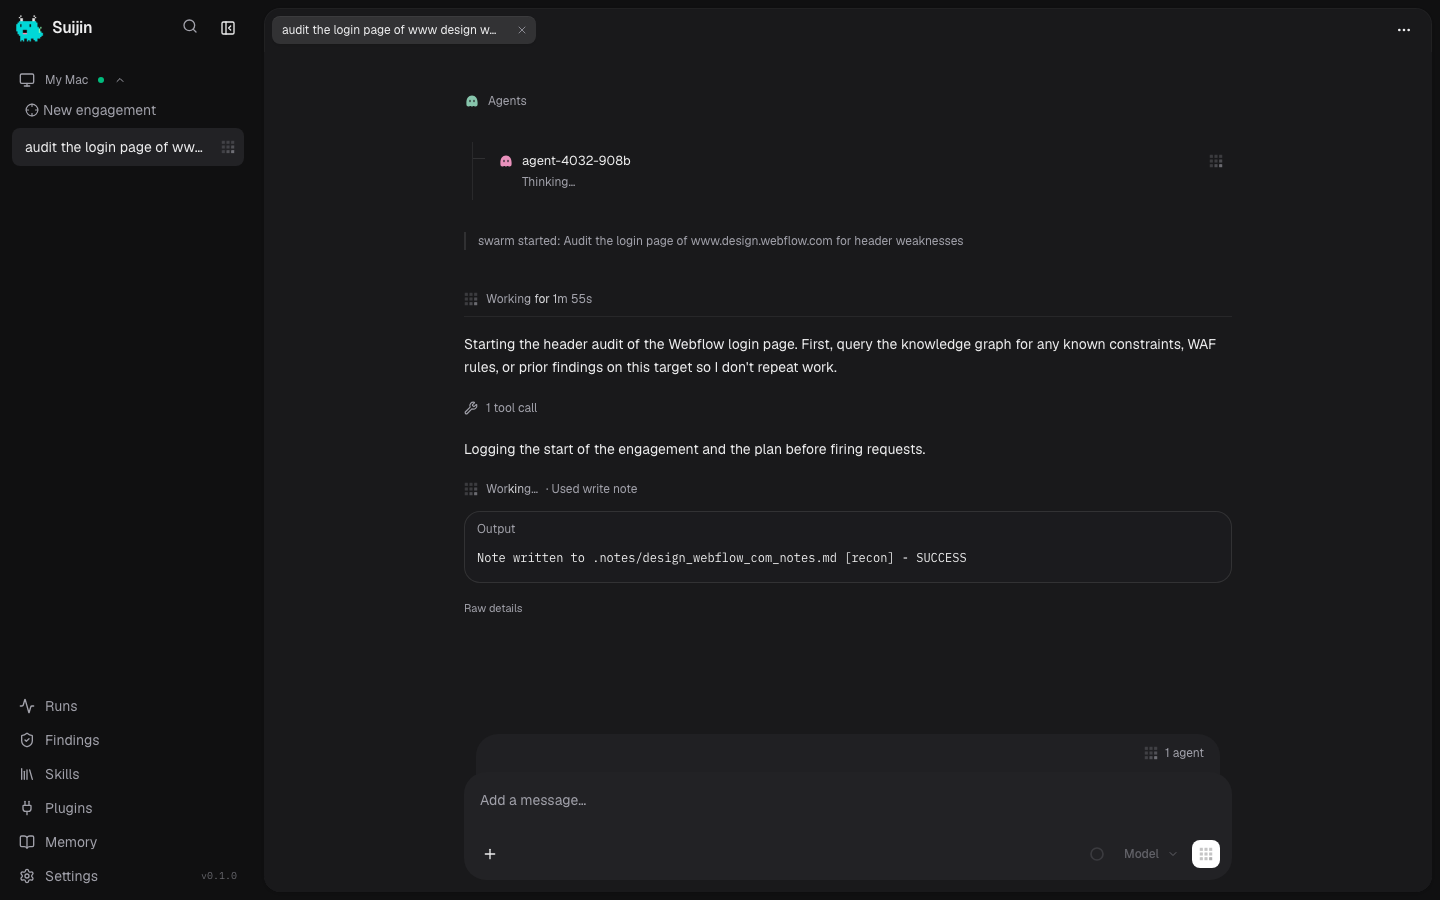 Suijin
My Mac
New engagement
audit the login page of ww...
Runs
Findings
Skills
Plugins
Memory
Settings
v0.1.0
audit the login page of www design w...
Agents
agent-4032-908b
Thinking...
swarm started: Audit the login page of www.design.webflow.com for header weaknesses
Working for 1m 55s
Starting the header audit of the Webflow login page. First, query the knowledge graph for any known constraints, WAF
rules, or prior findings on this target so I don't repeat work.
1 tool call
Logging the start of the engagement and the plan before firing requests.
Working... · Used write note
Output
Note written to .notes/design_webflow_com_notes.md [recon] - SUCCESS
Raw details
1 agent
Add a message...
Model